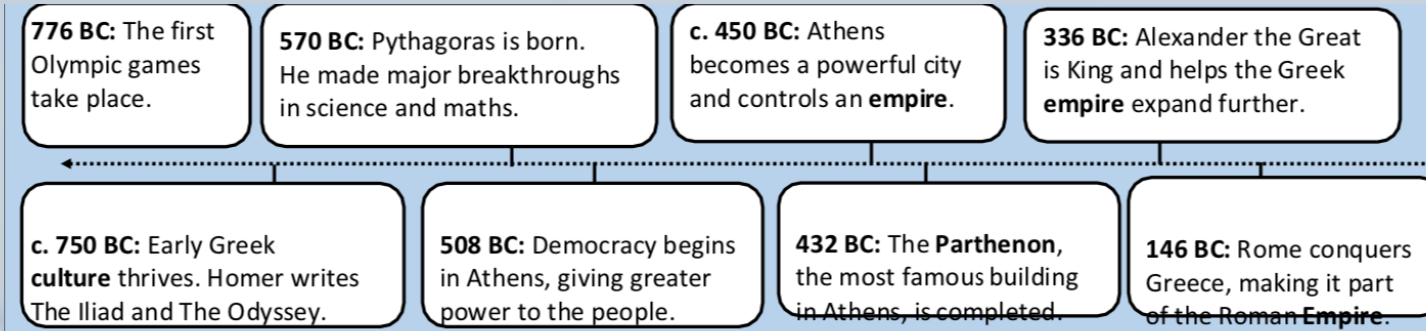 776 BC: The first
Olympic games
take place.
570 BC: Pythagoras is born.
He made major breakthroughs
in science and maths.
c. 450 BC: Athens
becomes a powerful city
and controls an empire.
336 BC: Alexander the Great
is King and helps the Greek
empire expand further.
c. 750 BC: Early Greek
culture thrives. Homer writes
The Iliad and The Odyssey.
508 BC: Democracy begins
in Athens, giving greater
power to the people.
432 BC: The Parthenon,
the most famous building
in Athens, is completed.
146 BC: Rome conquers
Greece, making it part
of the Roman Empire.